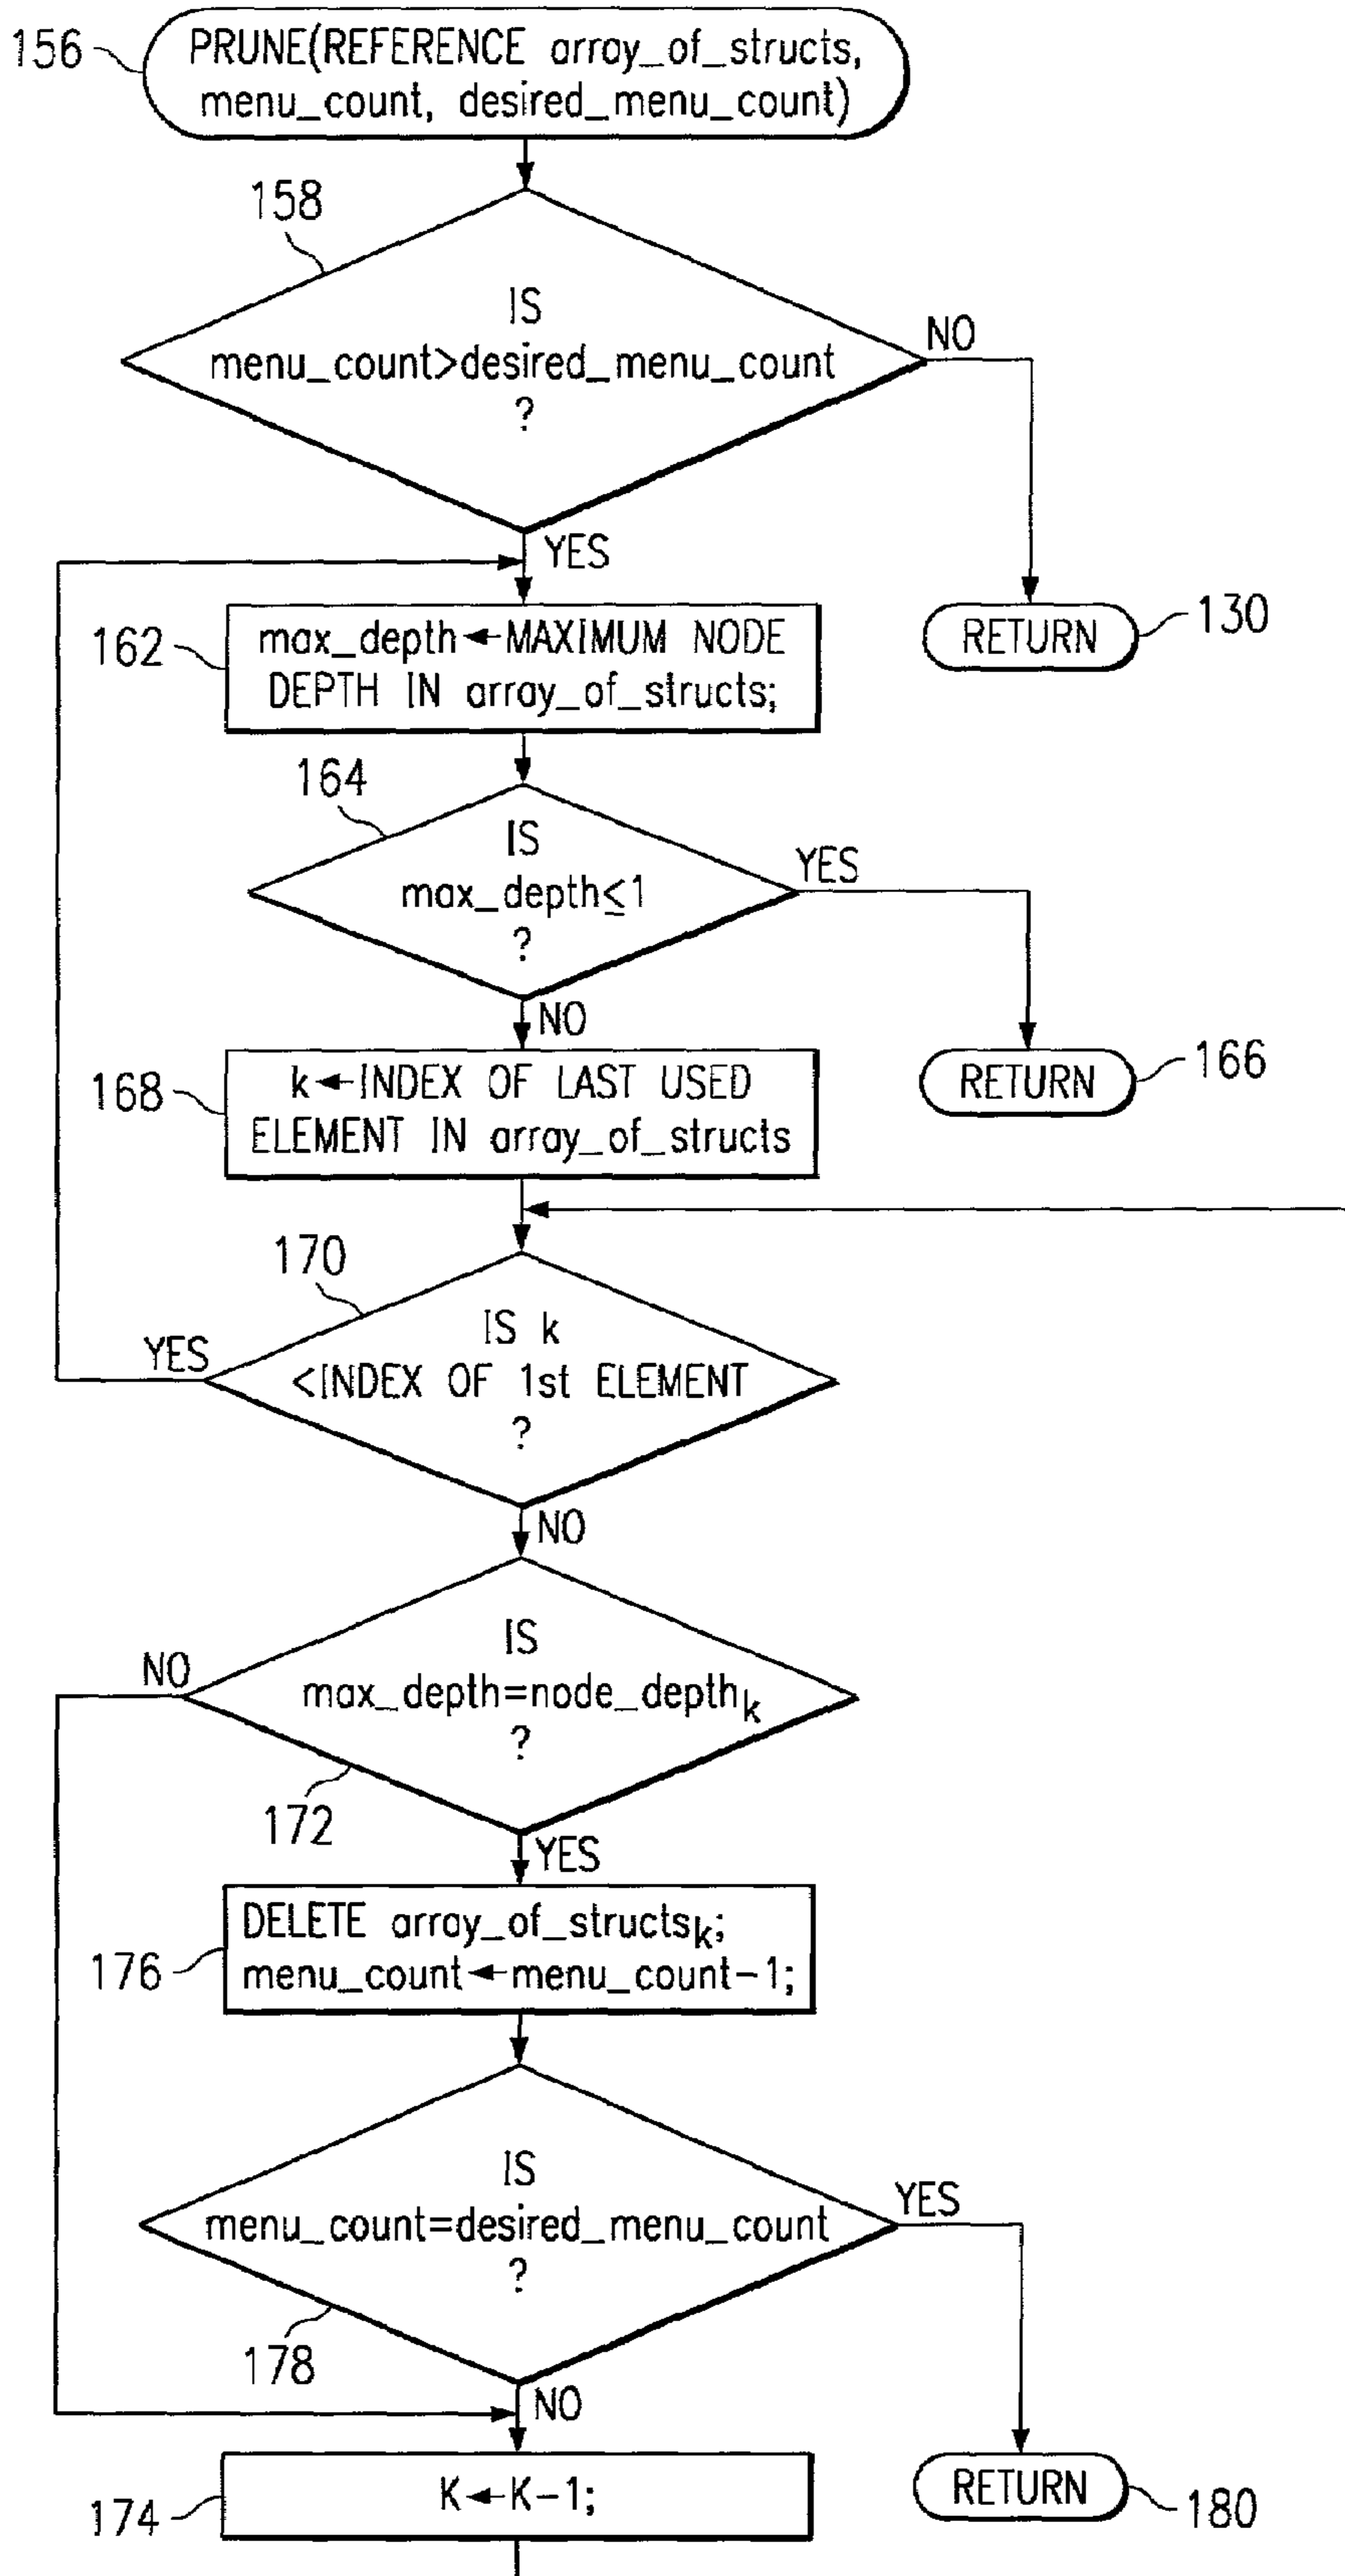 156
PRUNE(REFERENCE array_of_structs,
menu_count, desired_menu_count)
158
IS
menu_count>desired_menu_count
?
NO
YES
162
max_depth←MAXIMUM NODE
DEPTH IN array_of_structs;
RETURN
130
164
IS
max_depth≤1
?
YES
NO
168
k←INDEX OF LAST USED
ELEMENT IN array_of_structs
RETURN
166
170
IS k
<INDEX OF 1st ELEMENT
?
YES
NO
IS
max_depth=node_depthk
?
NO
172
YES
176
DELETE array_of_structsk;
menu_count←menu_count-1;
IS
menu_count=desired_menu_count
?
YES
178
NO
174
K←K-1;
RETURN
180